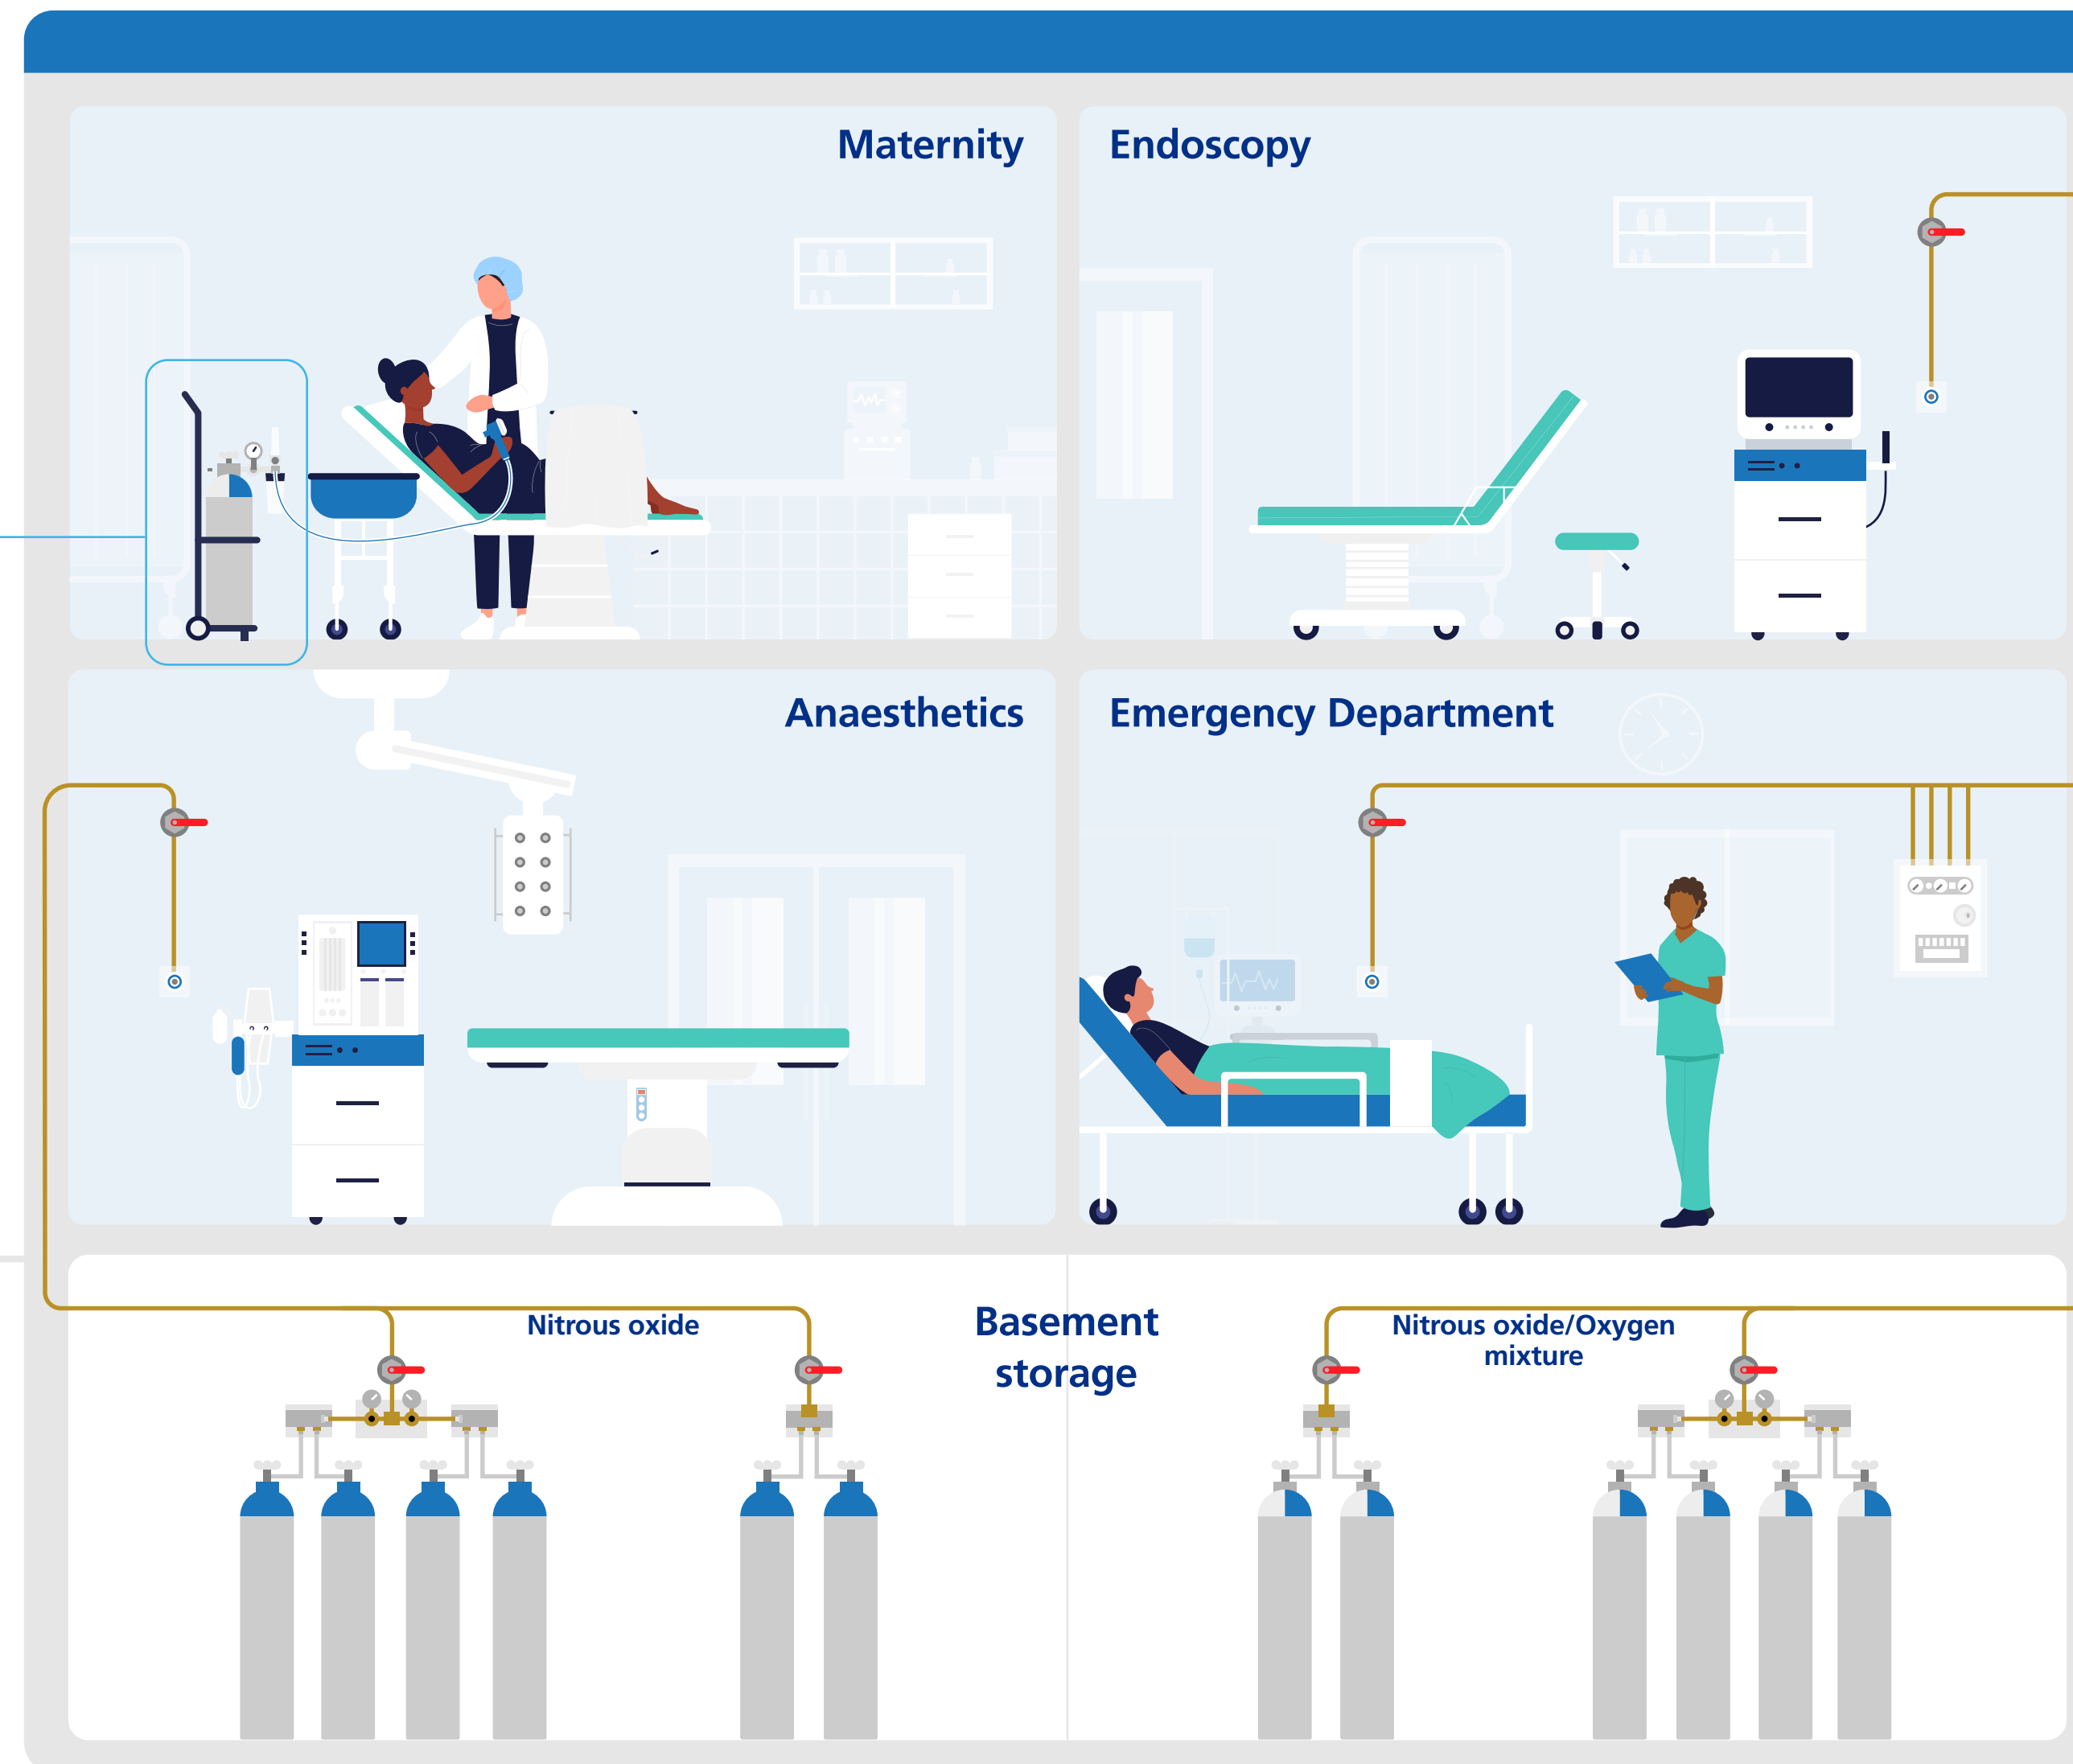 Maternity
Endoscopy
Anaesthetics
Emergency Department
Nitrous oxide
Basement
storage
Nitrous oxide/Oxygen
mixture